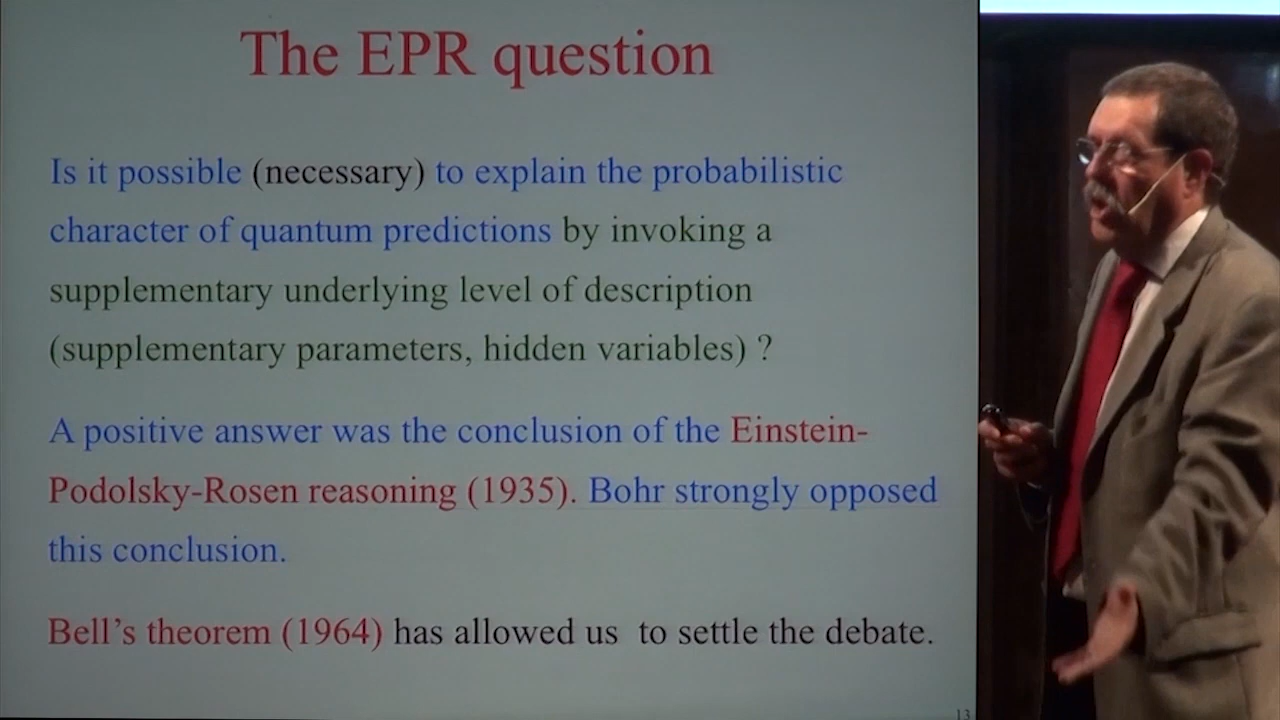 The EPR question
Is it possible (necessary) to explain the probabilistic
character of quantum predictions by invoking a
supplementary underlying level of description
(supplementary parameters, hidden variables) ?
A positive answer was the conclusion of the Einstein-
Podolsky-Rosen reasoning (1935). Bohr strongly opposed
this conclusion.
Bell’s theorem (1964) has allowed us to settle the debate.
13